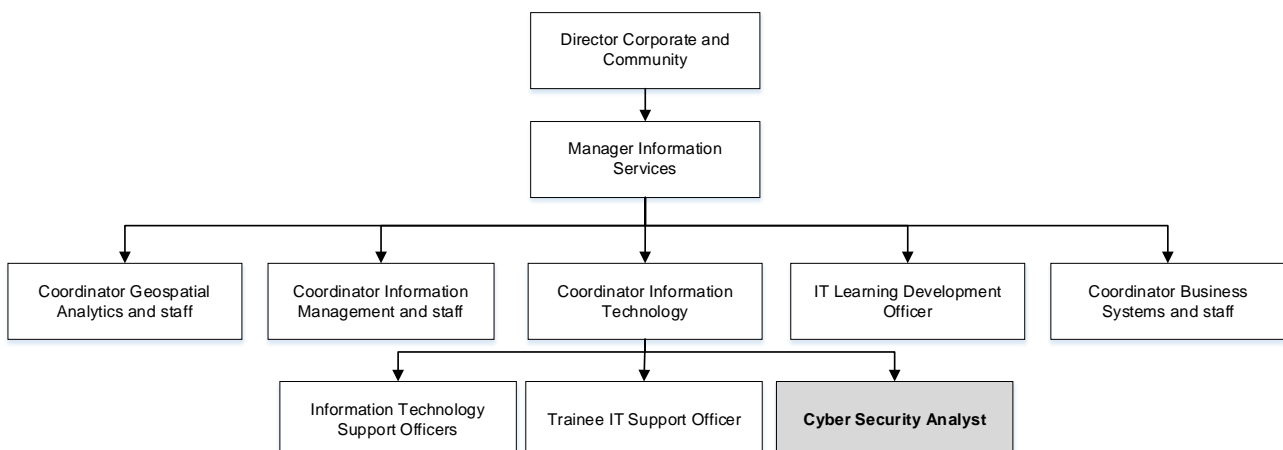 Director Corporate and
Community
Manager Information
Services
Coordinator Geospatial
Analytics and staff
Coordinator Information
Management and staff
Coordinator Information
Technology
IT Learning Development
Officer
Coordinator Business
Systems and staff
Information Technology
Support Officers
Trainee IT Support Officer
Cyber Security Analyst